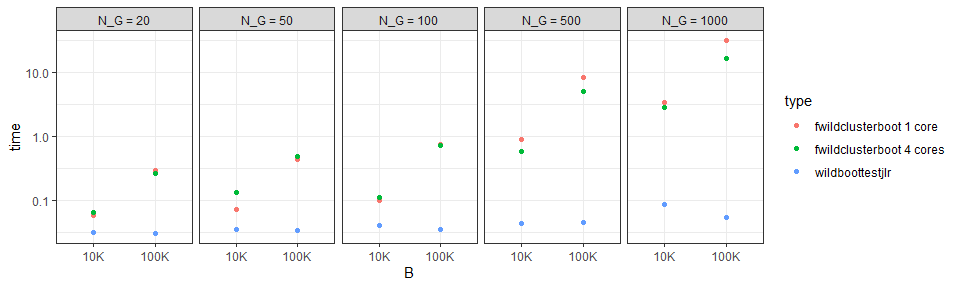 N_G = 20 N_G = 50 N_G = 100 N_G = 500 N_G = 1000
10.0
1.0
0.1
time
10K 100K 10K 100K 10K 100K 10K 100K 10K 100K
B
type
fwildclusterboot 1 core
fwildclusterboot 4 cores
wildboottestjlr